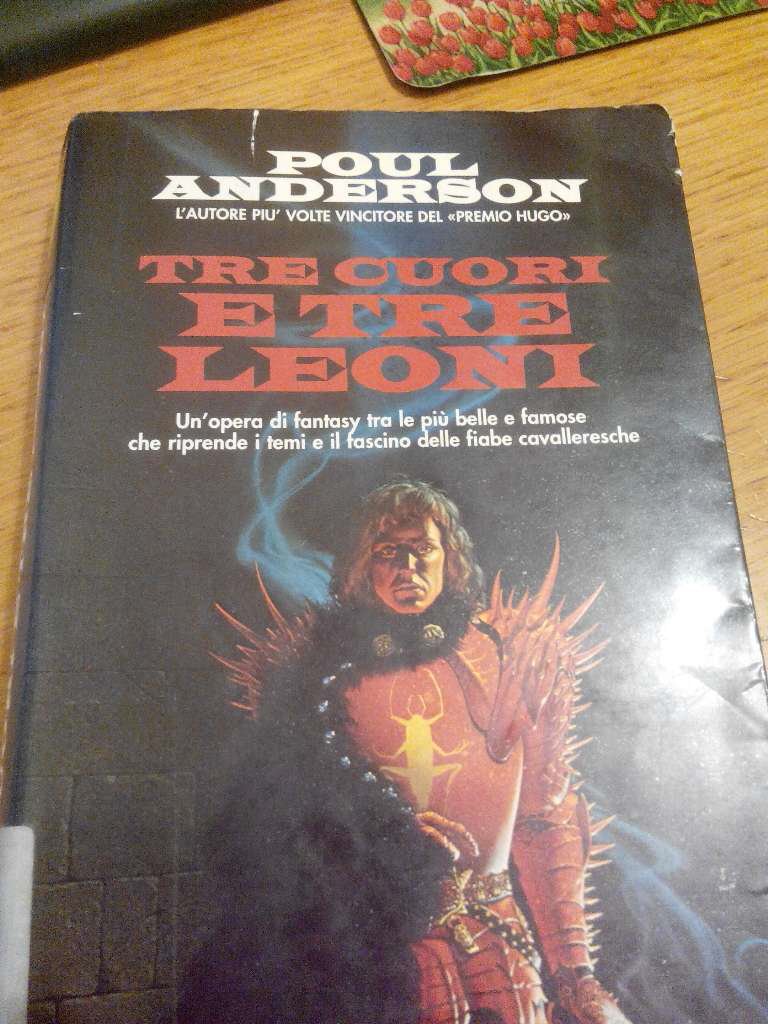 POUL
ANDERSON
L'AUTORE PIU' VOLTE VINCITORE DEL «PREMIO HUGO»
TRE CUORI
E TRE
LEONI
Un'opera di fantasy tra le più belle e famose
che riprende i temi e il fascino delle fiabe cavalleresche